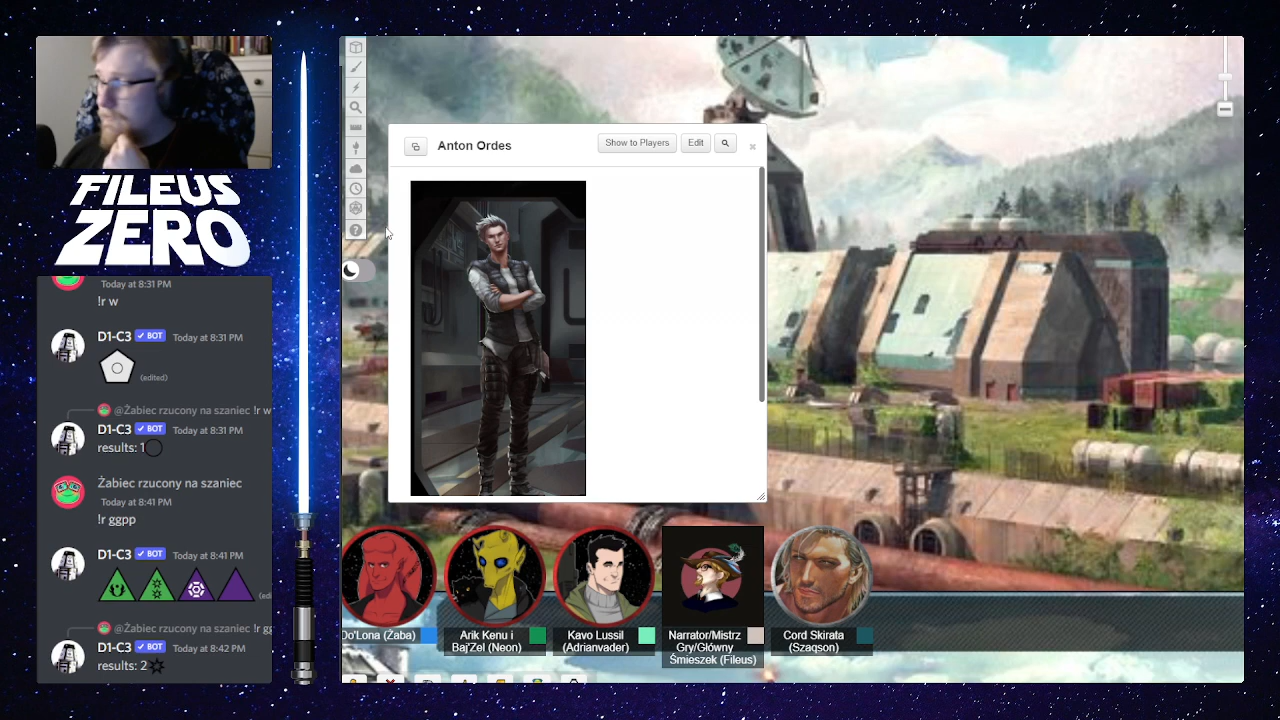 FILEUS
ZERO
Today at 8:31 PM
!r w
D1-C3 ✔ BOT Today at 8:31 PM
(edited)
@Żabiec rzucony na szaniec !r w
D1-C3 ✔ BOT Today at 8:31 PM
results: 1
Żabiec rzucony na szaniec
Today at 8:41 PM
!r ggpp
D1-C3 ✔ BOT Today at 8:41 PM
(edi
@Żabiec rzucony na szaniec !r gg
D1-C3 ✔ BOT Today at 8:42 PM
results: 2
Anton Ordes
Show to Players
Edit
Do'Lona (Żaba)
Arik Kenu i
Baj'Zel (Neon)
Kavo Lussil
(Adrianvader)
Narrator/Mistrz
Gry/Główny
Śmieszek (Fileus)
Cord Skirata
(Szaqson)